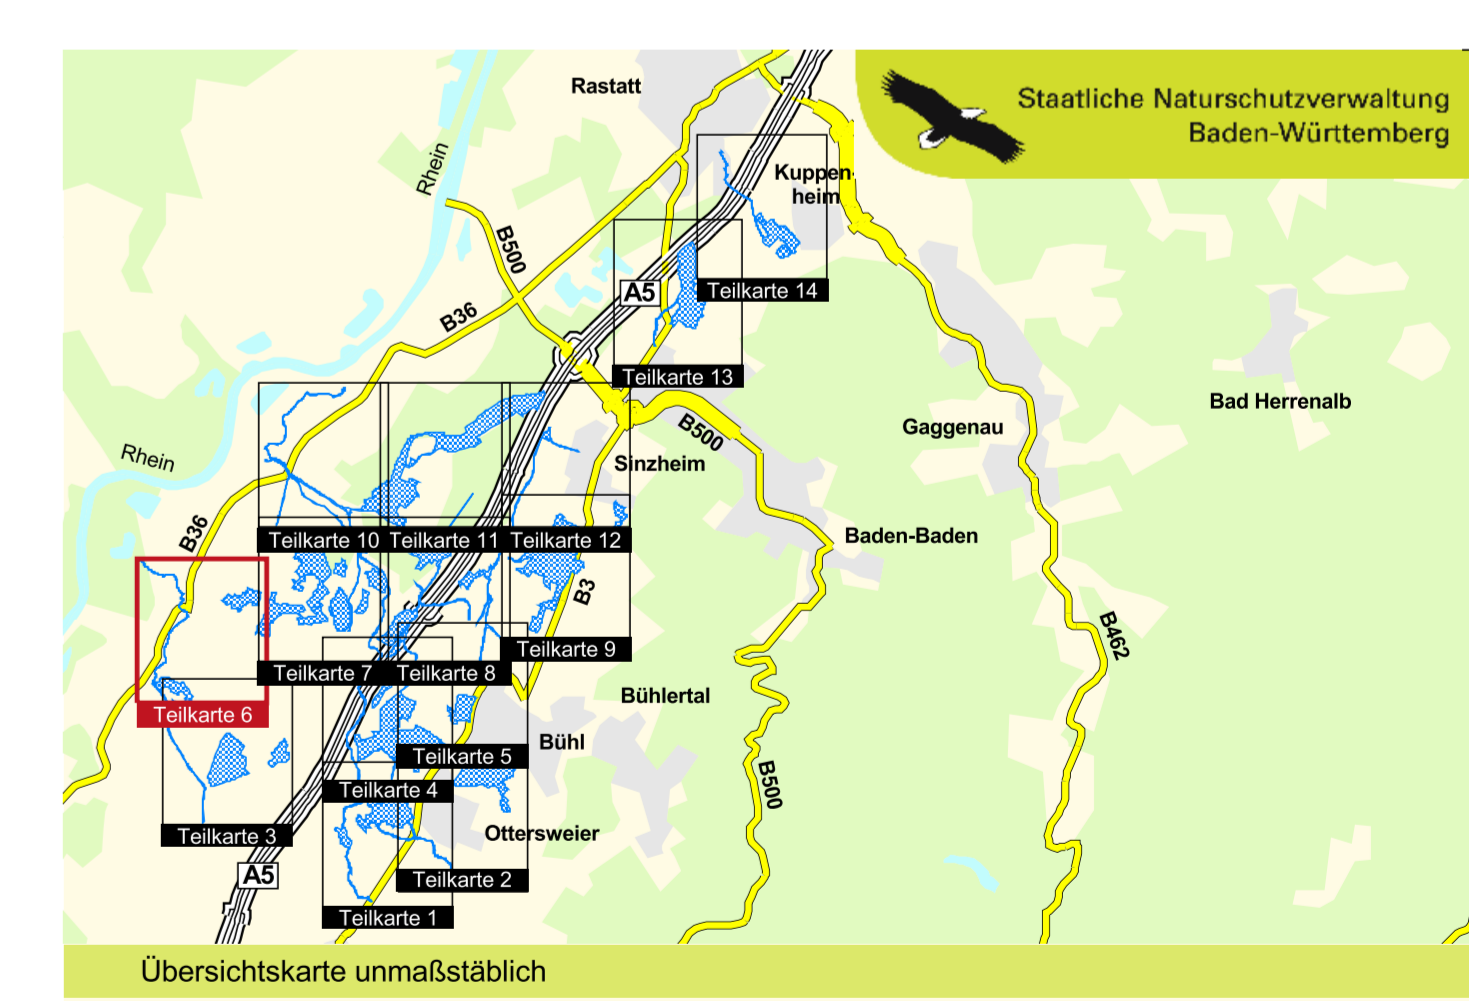 Staatliche Naturschutzverwaltung
Baden-Württemberg
Rastatt
Rhein
Kuppen-
heim
B500
A5
Teilkarte 14
B36
Teilkarte 13
Bad Herrenalb
Gaggenau
B500
Sinzheim
Rhein
B36
Teilkarte 10
Teilkarte 11
Teilkarte 12
Baden-Baden
B3
B462
Teilkarte 9
Teilkarte 7
Teilkarte 8
Bühlertal
Teilkarte 6
Bühl
Teilkarte 5
B500
Teilkarte 4
Teilkarte 3
Ottersweier
A5
Teilkarte 2
Teilkarte 1
Übersichtskarte unmaßstäblich